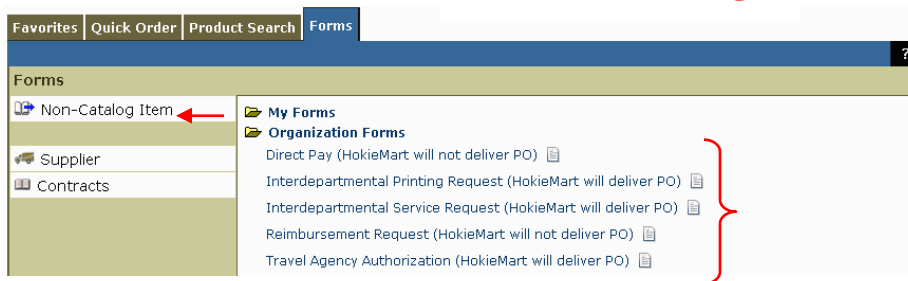 Favorites Quick Order Product Search Forms
?
Forms
Non-Catalog Item
Supplier
Contracts
My Forms
Organization Forms
Direct Pay (HokieMart will not deliver PO)
Interdepartmental Printing Request (HokieMart will deliver PO)
Interdepartmental Service Request (HokieMart will deliver PO)
Reimbursement Request (HokieMart will not deliver PO)
Travel Agency Authorization (HokieMart will deliver PO)